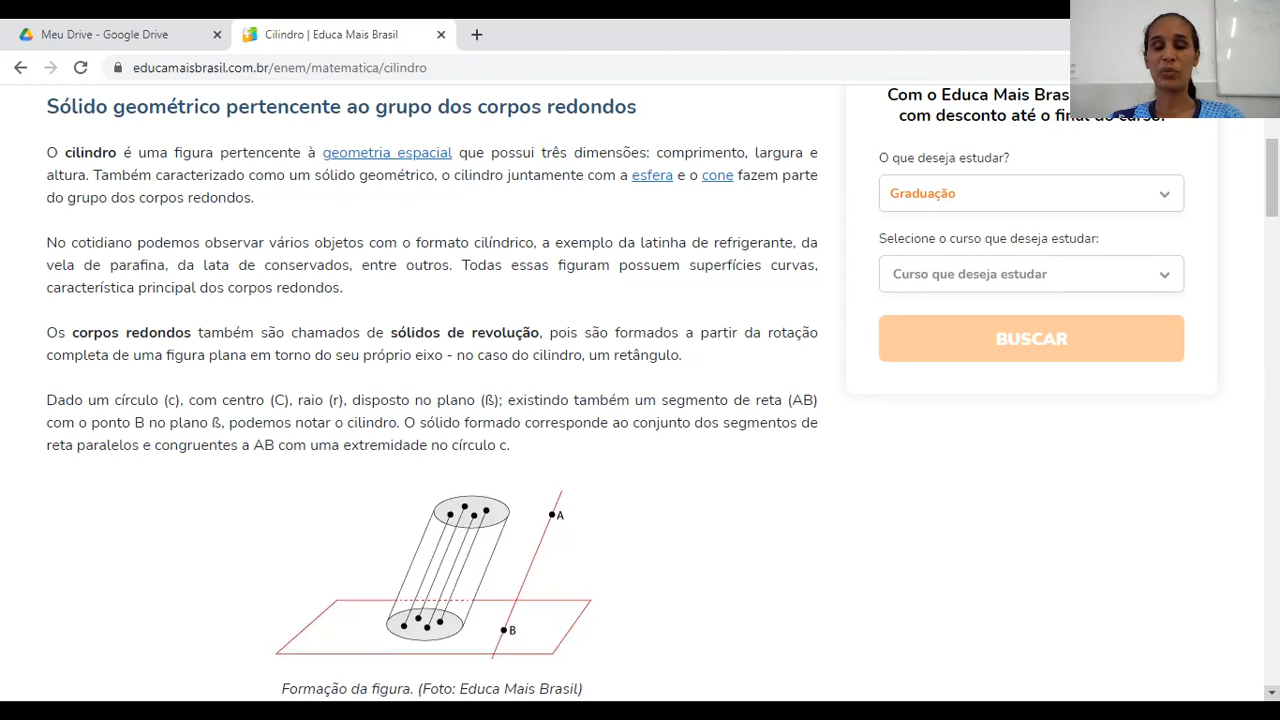 Meu Drive - Google Drive
Cilindro | Educa Mais Brasil
educamaisbrasil.com.br/enem/matematica/cilindro
Sólido geométrico pertencente ao grupo dos corpos redondos
O cilindro é uma figura pertencente à geometria espacial que possui três dimensões: comprimento, largura e
altura. Também caracterizado como um sólido geométrico, o cilindro juntamente com a esfera e o cone fazem parte
do grupo dos corpos redondos.
No cotidiano podemos observar vários objetos com o formato cilíndrico, a exemplo da latinha de refrigerante, da
vela de parafina, da lata de conservados, entre outros. Todas essas figuram possuem superfícies curvas,
característica principal dos corpos redondos.
Os corpos redondos também são chamados de sólidos de revolução, pois são formados a partir da rotação
completa de uma figura plana em torno do seu próprio eixo - no caso do cilindro, um retângulo.
Dado um círculo (c), com centro (C), raio (r), disposto no plano (ß); existindo também um segmento de reta (AB)
com o ponto B no plano ß, podemos notar o cilindro. O sólido formado corresponde ao conjunto dos segmentos de
reta paralelos e congruentes a AB com uma extremidade no círculo c.
A
B
Formação da figura. (Foto: Educa Mais Brasil)
Com o Educa Mais Bras
com desconto até o final do curso.
O que deseja estudar?
Graduação
Selecione o curso que deseja estudar:
Curso que deseja estudar
BUSCAR